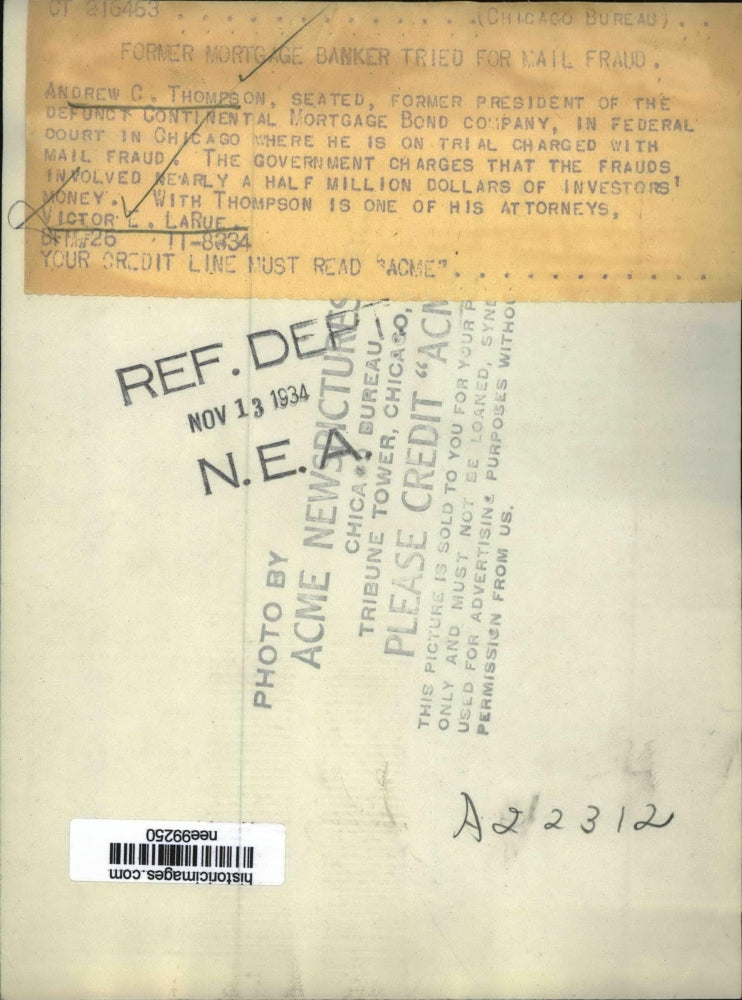 CT 216463 (CHICAGO BUREAU)
FORMER MORTGAGE BANKER TRIED FOR MAIL FRAUD.
ANDREW C. THOMPSON, SEATED, FORMER PRESIDENT OF THE
DEFUNCT CONTINENTAL MORTGAGE BOND COMPANY, IN FEDERAL
COURT IN CHICAGO WHERE HE IS ON TRIAL CHARGED WITH
MAIL FRAUD. THE GOVERNMENT CHARGES THAT THE FRAUDS
INVOLVED NEARLY A HALF MILLION DOLLARS OF INVESTORS'
MONEY. WITH THOMPSON IS ONE OF HIS ATTORNEYS,
VICTOR L. LARUE.
11-8334
YOUR CREDIT LINE MUST READ "ACME"
REF. DEPT.
NOV 13 1934
N.E.A.
PHOTO BY
ACME NEWSPICTURES
CHICAGO BUREAU,
TRIBUNE TOWER, CHICAGO,
PLEASE CREDIT "ACM
THIS PICTURE IS SOLD TO YOU FOR YOUR P
ONLY AND MUST NOT BE LOANED, SYND
USED FOR ADVERTISING PURPOSES WITHOU
PERMISSION FROM US.
A22312
historicimages.com
nee99250